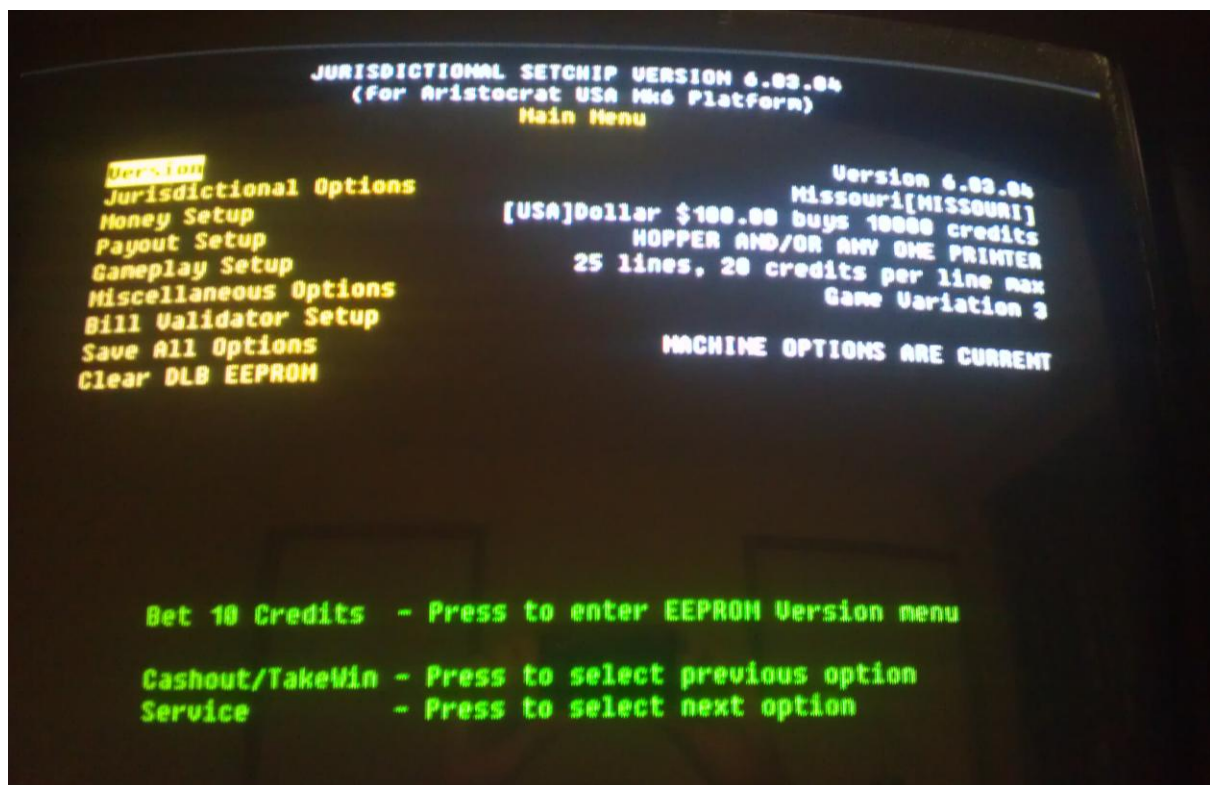 JURISDICTIONAL SETCHIP VERSION 6.03.04
(for Aristocrat USA Mk6 Platform)
Main Menu
Version Version 6.03.04
Jurisdictional Options Missouri[MISSOURI]
Money Setup [USA]Dollar $100.00 buys 10000 credits
Payout Setup HOPPER AND/OR ANY ONE PRINTER
Gameplay Setup 25 lines, 20 credits per line max
Miscellaneous Options Game Variation 3
Bill Validator Setup
Save All Options MACHINE OPTIONS ARE CURRENT
Clear DLB EEPROM
Bet 10 Credits - Press to enter EEPROM Version menu
Cashout/TakeWin - Press to select previous option
Service - Press to select next option